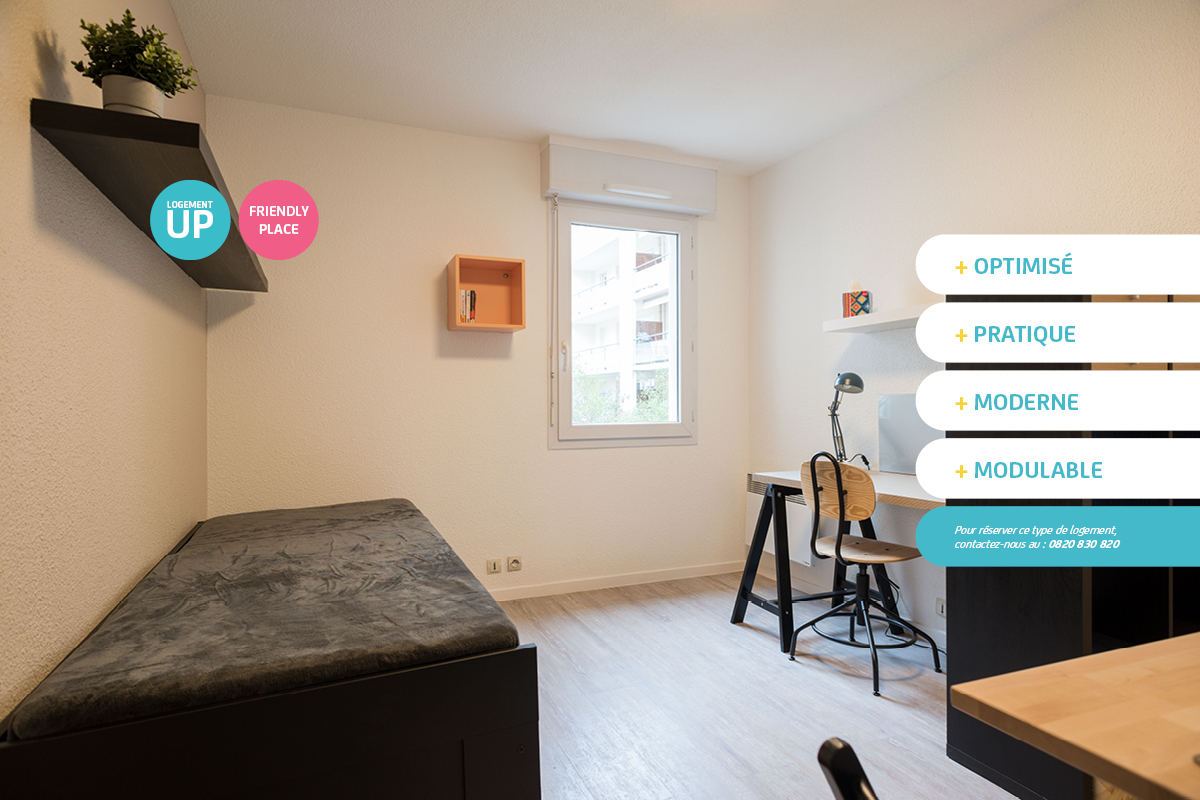 LOGEMENT
UP
FRIENDLY
PLACE
+ OPTIMISÉ
+ PRATIQUE
+ MODERNE
+ MODULABLE
Pour réserver ce type de logement,
contactez-nous au : 0820 830 820